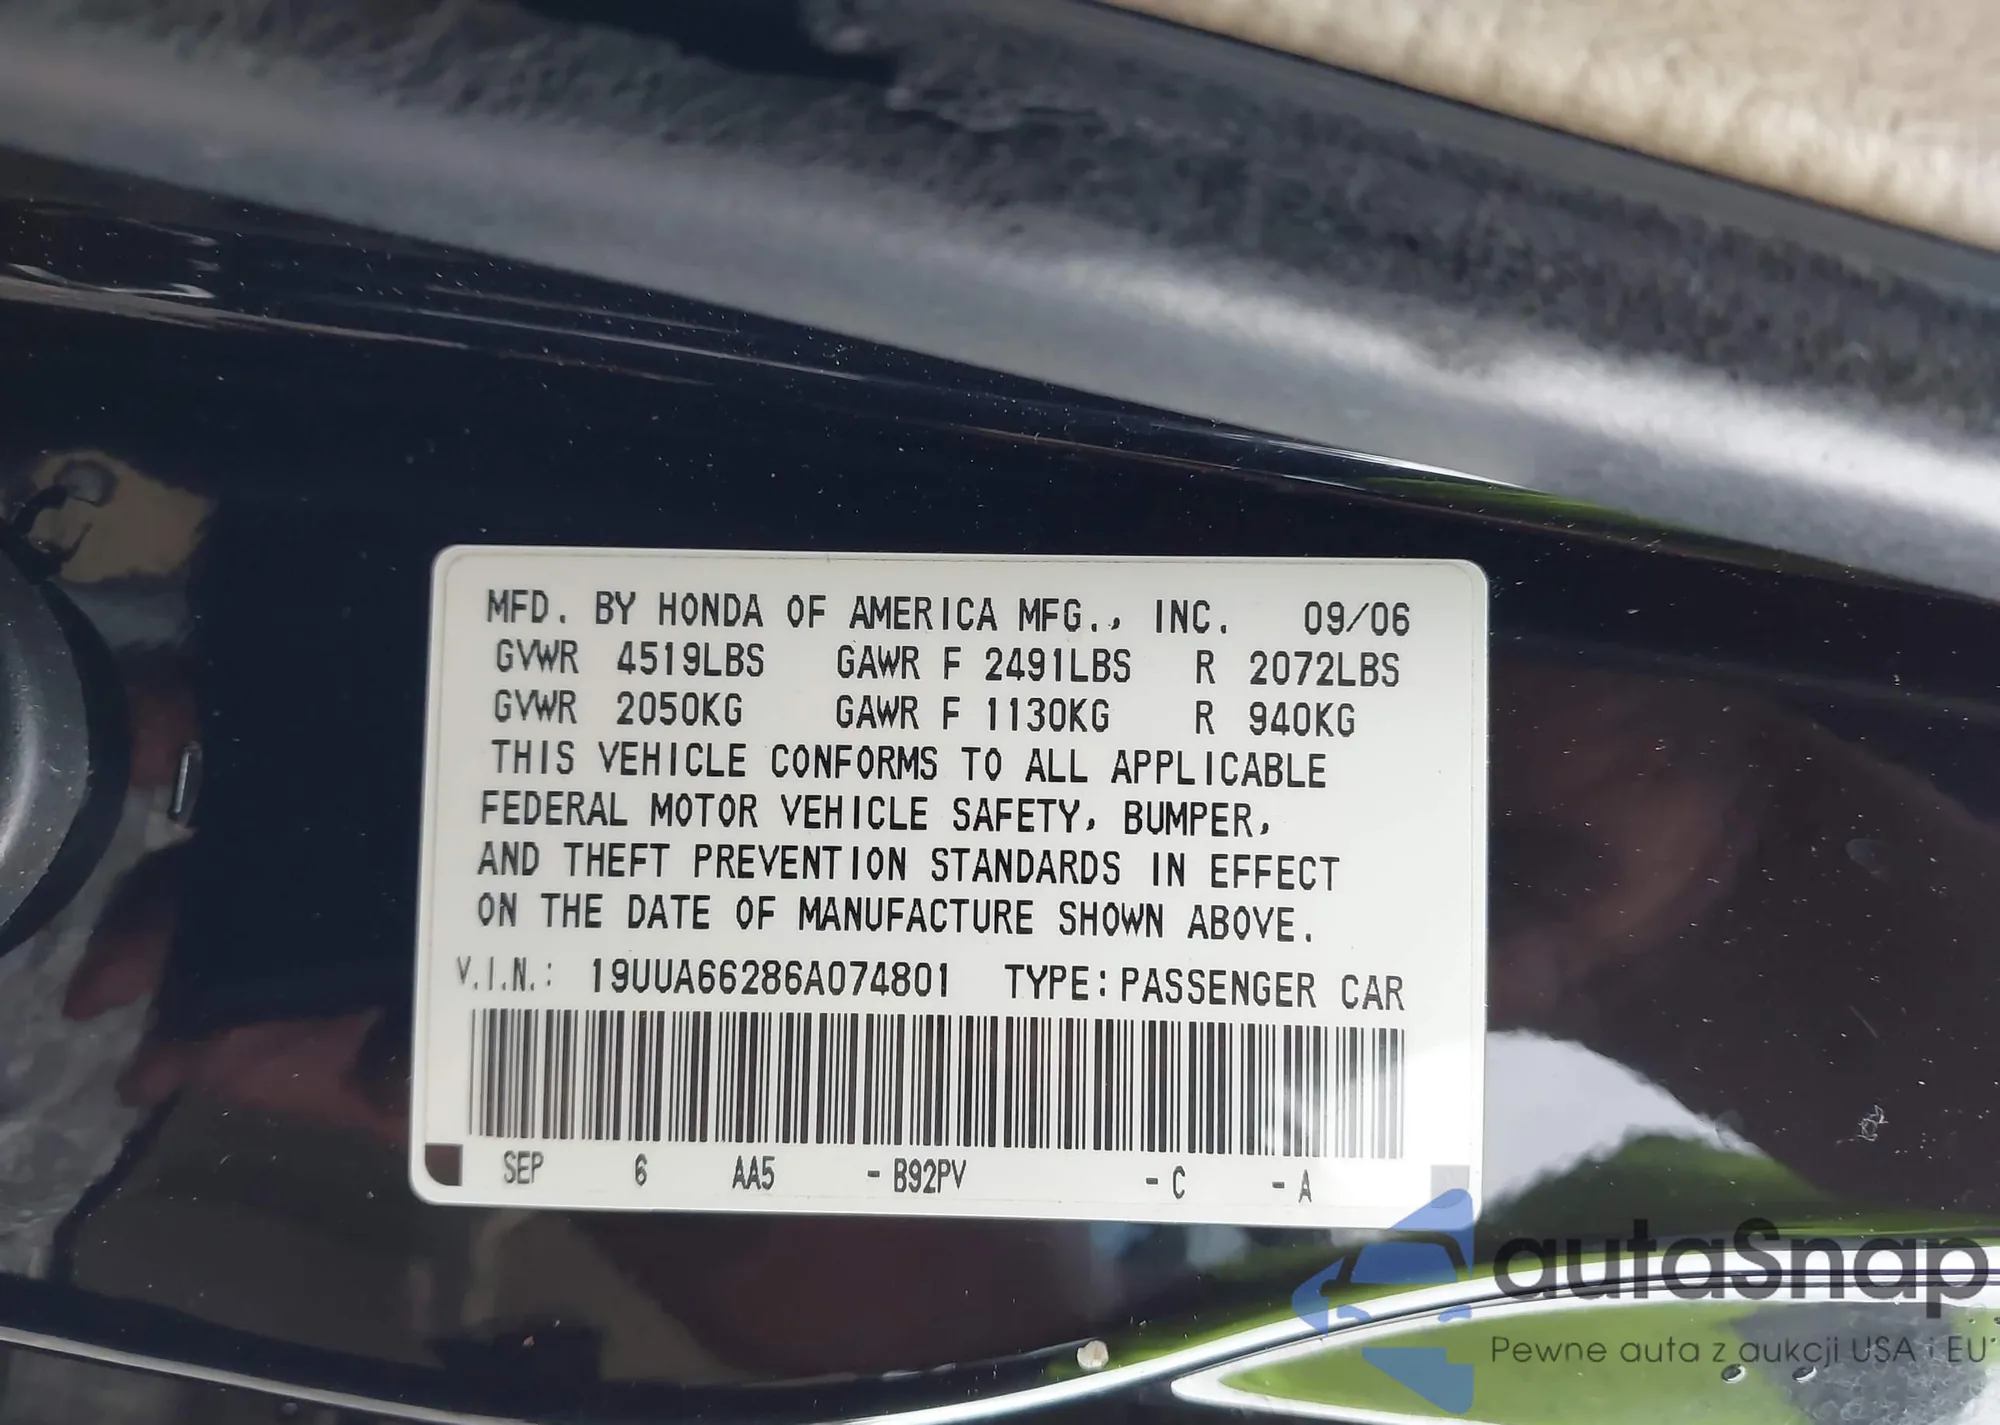 MFD. BY HONDA OF AMERICA MFG., INC. 09/06
GVWR 4519LBS GAWR F 2491LBS R 2072LBS
GVWR 2050KG GAWR F 1130KG R 940KG
THIS VEHICLE CONFORMS TO ALL APPLICABLE
FEDERAL MOTOR VEHICLE SAFETY, BUMPER,
AND THEFT PREVENTION STANDARDS IN EFFECT
ON THE DATE OF MANUFACTURE SHOWN ABOVE.
V.I.N.: 19UUA66286A074801 TYPE: PASSENGER CAR
SEP 6 AA5 - B92PV - C - A
autaSnap
Pewne auta z aukcji USA i EU